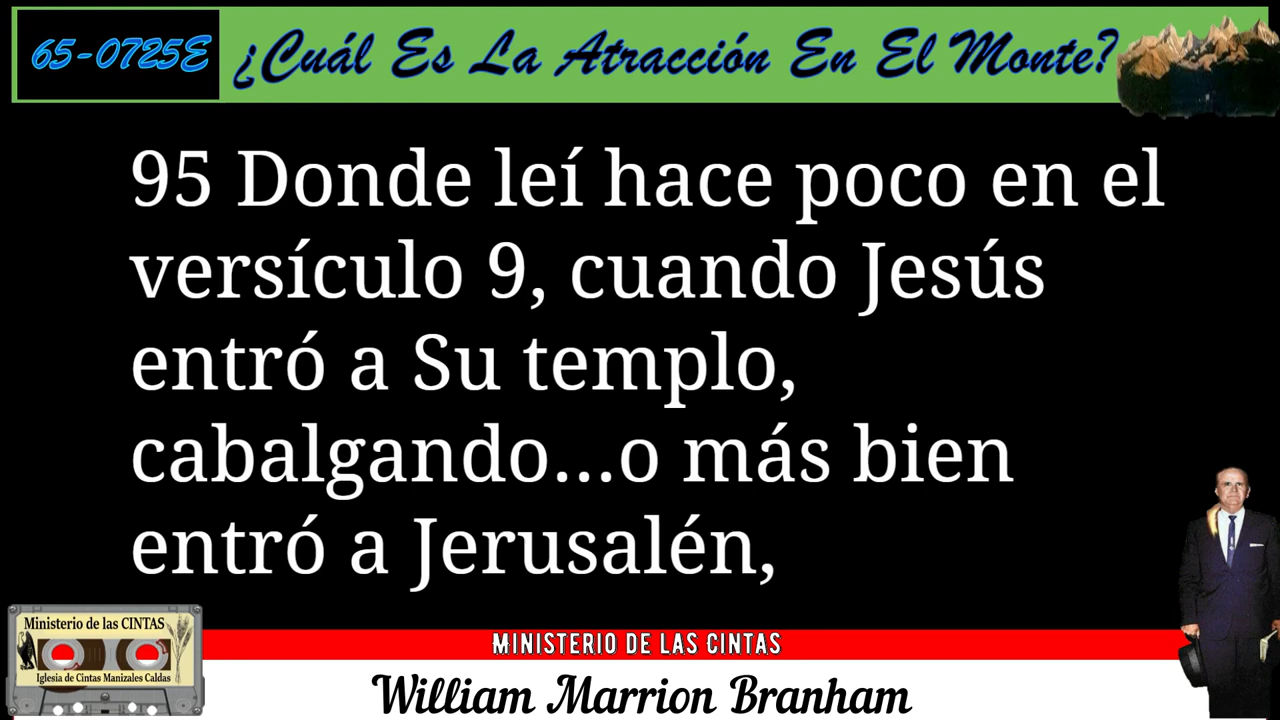 65-0725E ¿Cuál Es La Atracción En El Monte?
95 Donde leí hace poco en el
versículo 9, cuando Jesús
entró a Su templo,
cabalgando...o más bien
entró a Jerusalén,
Ministerio de las CINTAS
Iglesia de Cintas Manizales Caldas
MINISTERIO DE LAS CINTAS
William Marrion Branham